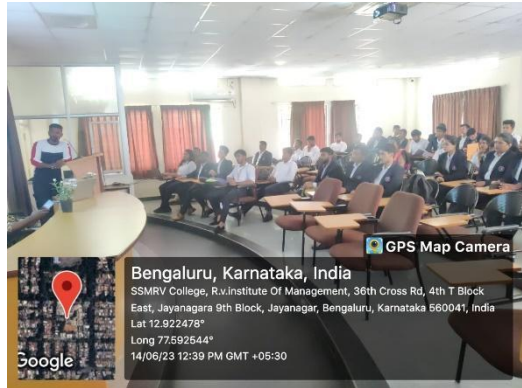 GPS Map Camera
Bengaluru, Karnataka, India
SSMRV College, R.v.institute Of Management, 36th Cross Rd, 4th T Block
East, Jayanagara 9th Block, Jayanagar, Bengaluru, Karnataka 560041, India
Lat 12.922478°
Long 77.592544°
14/06/23 12:39 PM GMT +05:30
Google